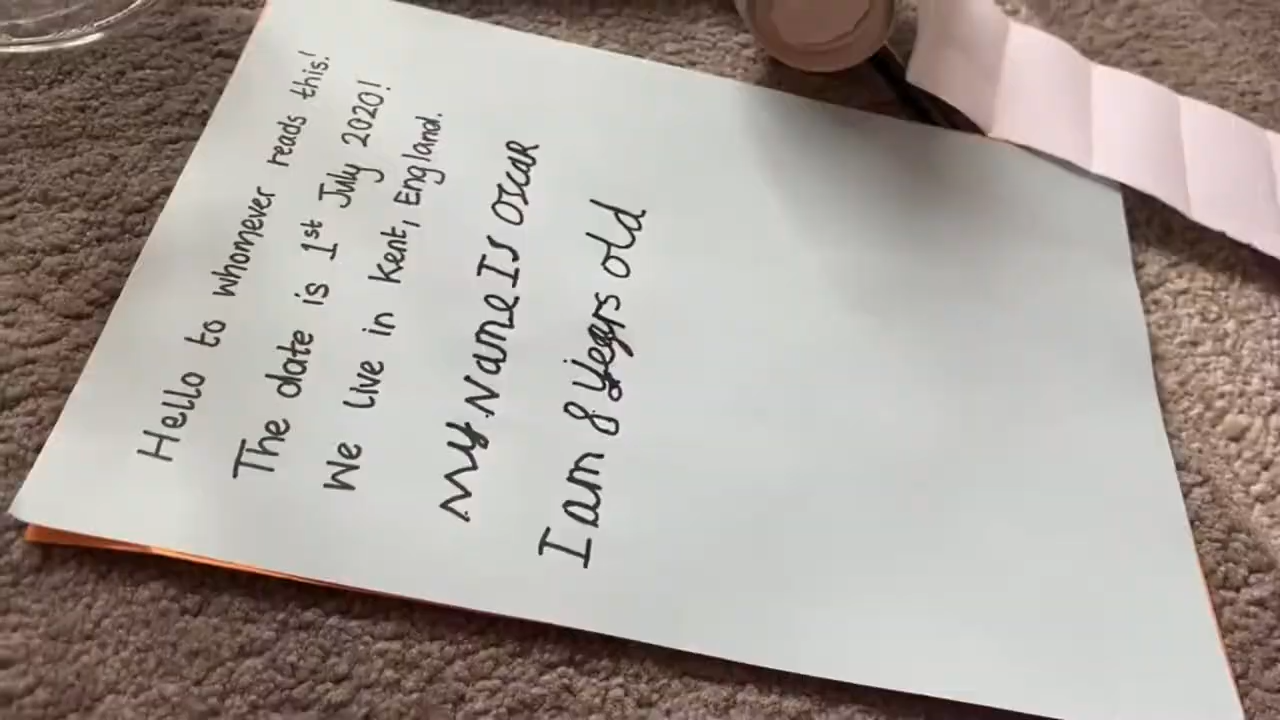 Hello to whomever reads this!
The date is 1st July 2020!
We live in Kent, England.
My Name Is OSCAR
I am 8 years old